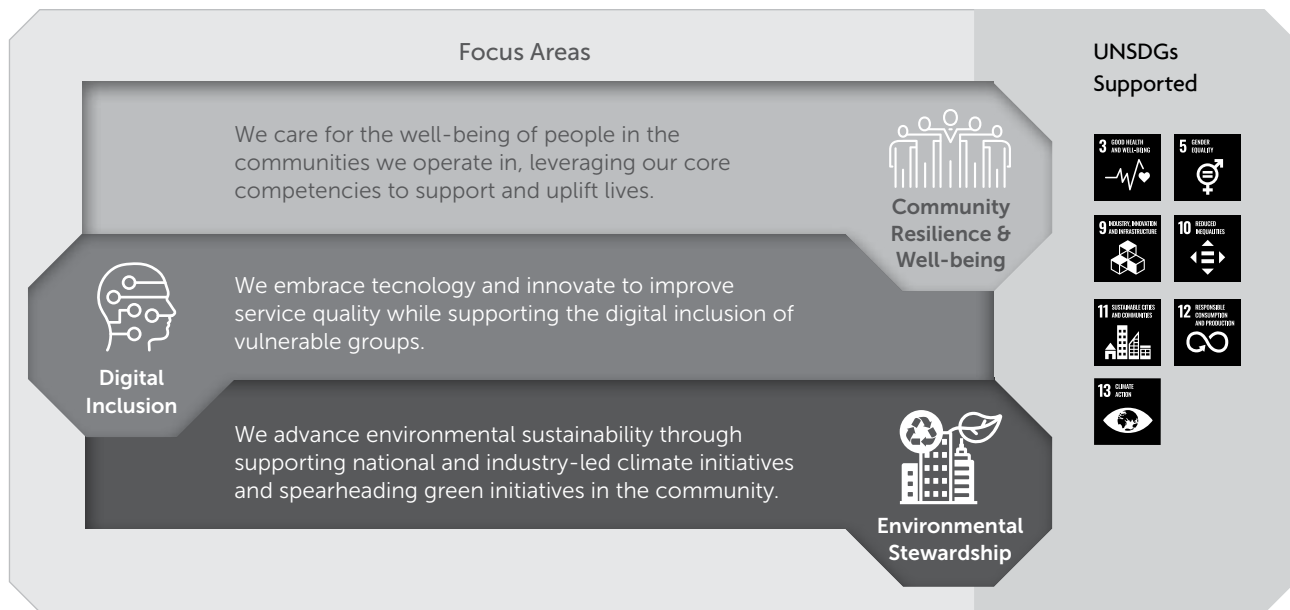 Focus Areas
UNSDGs
Supported
We care for the well-being of people in the
communities we operate in, leveraging our core
competencies to support and uplift lives.
Community
Resilience &
Well-being
We embrace tecnology and innovate to improve
service quality while supporting the digital inclusion of
vulnerable groups.
Digital
Inclusion
We advance environmental sustainability through
supporting national and industry-led climate initiatives
and spearheading green initiatives in the community.
Environmental
Stewardship
3 GOOD HEALTH
AND WELL-BEING
5 GENDER
EQUALITY
9 INDUSTRY, INNOVATION
AND INFRASTRUCTURE
10 REDUCED
INEQUALITIES
11 SUSTAINABLE CITIES
AND COMMUNITIES
12 RESPONSIBLE
CONSUMPTION
AND PRODUCTION
13 CLIMATE
ACTION